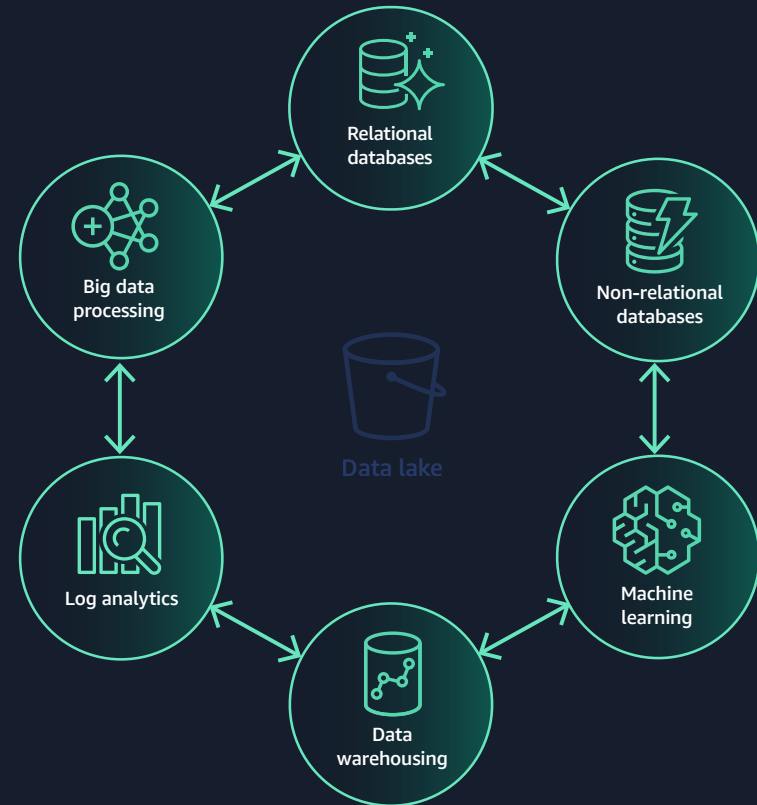 Relational
databases
Big data
processing
Non-relational
databases
Data lake
Log analytics
Machine
learning
Data
warehousing